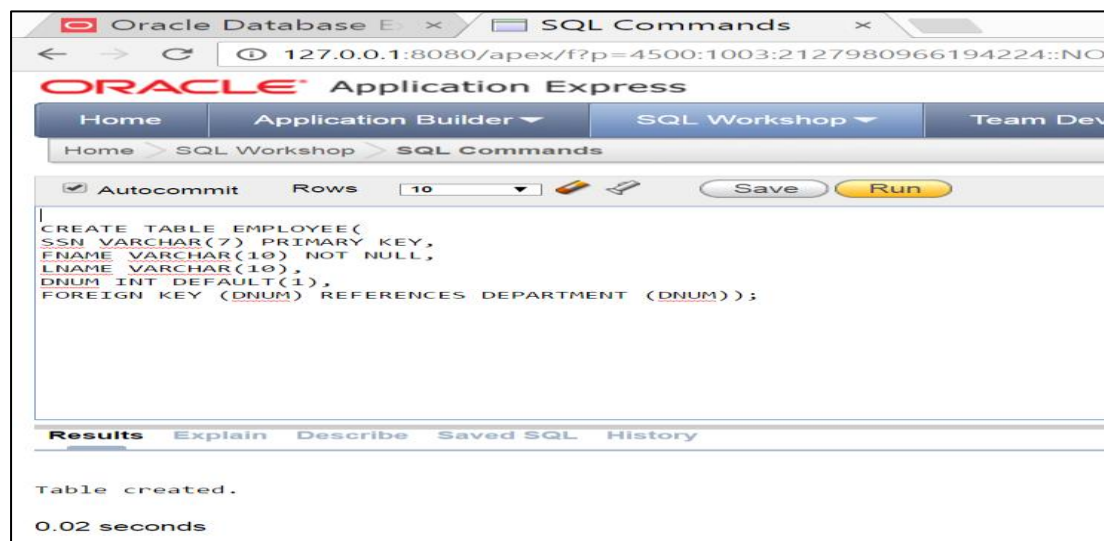 Oracle Database E × SQL Commands ×
127.0.0.1:8080/apex/f?p=4500:1003:2127980966194224::NO
ORACLE Application Express
Home Application Builder SQL Workshop Team Dev
Home > SQL Workshop > SQL Commands
Autocommit Rows 10 Save Run
CREATE TABLE EMPLOYEE(
SSN VARCHAR(7) PRIMARY KEY,
FNAME VARCHAR(10) NOT NULL,
LNAME VARCHAR(10),
DNUM INT DEFAULT(1),
FOREIGN KEY (DNUM) REFERENCES DEPARTMENT (DNUM));
Results Explain Describe Saved SQL History
Table created.
0.02 seconds